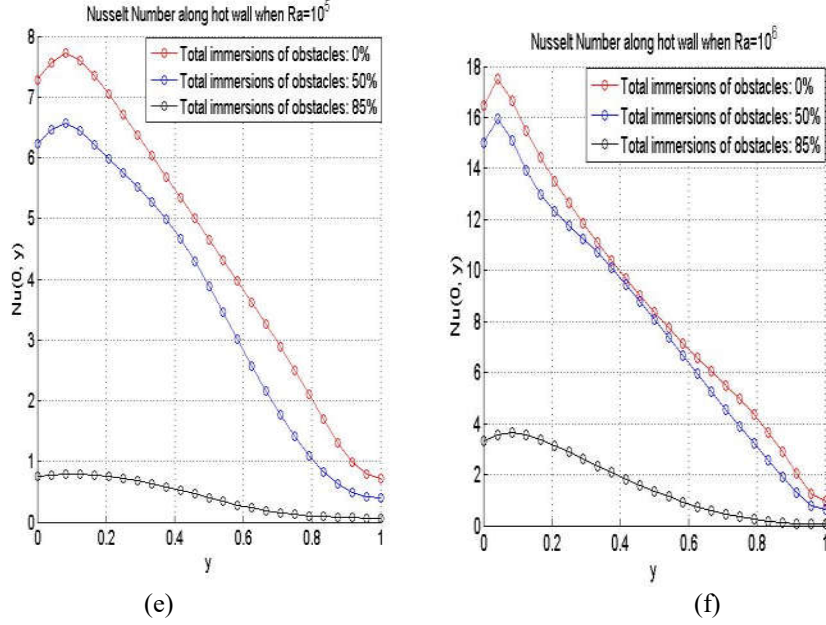 Nusselt Number along hot wall when Ra=10^5
8
7
6
5
4
3
2
1
0
Nu(0, y)
Total immersions of obstacles: 0%
Total immersions of obstacles: 50%
Total immersions of obstacles: 85%
0 0.2 0.4 0.6 0.8 1
y
(e)
Nusselt Number along hot wall when Ra=10^6
18
16
14
12
10
8
6
4
2
0
Nu(0, y)
Total immersions of obstacles: 0%
Total immersions of obstacles: 50%
Total immersions of obstacles: 85%
0 0.2 0.4 0.6 0.8 1
y
(f)